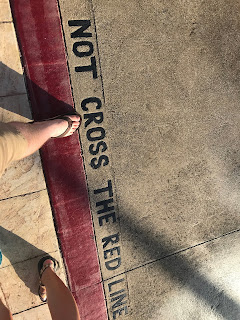 NOT CROSS THE RED LINE